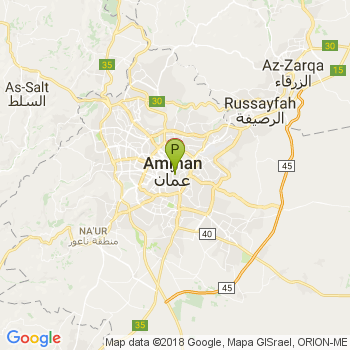 35
30
Az-Zarqa
الزرقاء
15
As-Salt
السلط
30
Russayfah
الرصيفة
P
Amman
عمان
45
NA'UR
منطقة ناعور
40
45
35
Google
Map data ©2018 Google, Mapa GISrael, ORION-ME